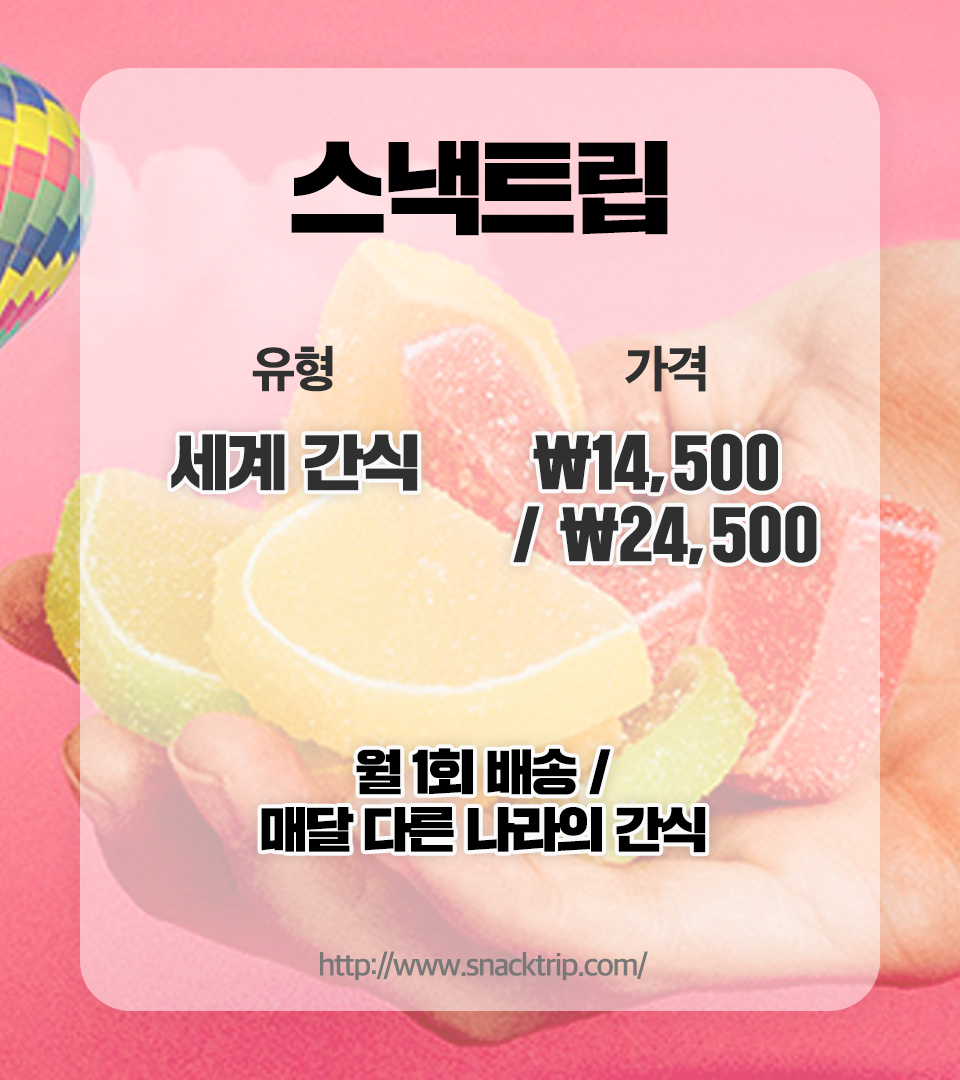 스낵트립
유형
가격
세계 간식
₩14,500
/ ₩24,500
월 1회 배송 /
매달 다른 나라의 간식
http://www.snacktrip.com/